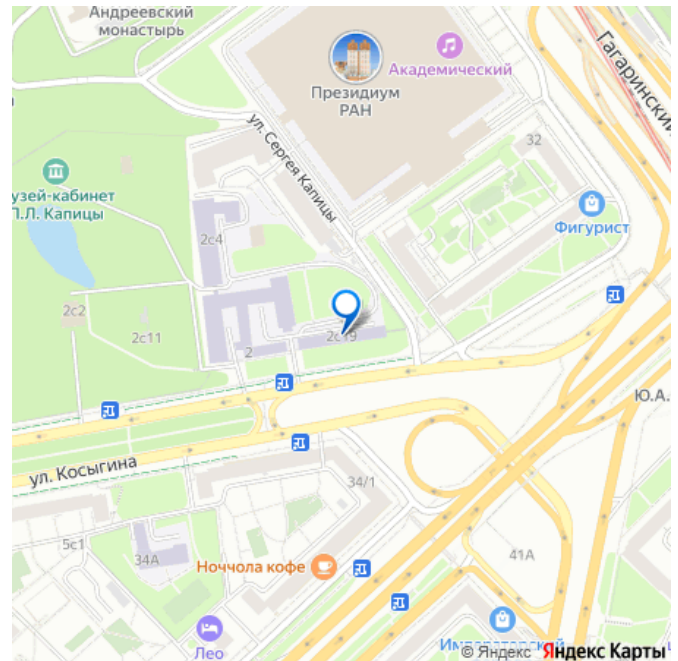 Андреевский
монастырь
Академический
Президиум
РАН
Гагаринский
ул. Сергея Капицы
32
узей-кабинет
П.Л. Капицы
Фигурист
2с4
2с2
2с11
2с19
2
Ю.А.
ул. Косыгина
34/1
5с1
34А
Ноччола кофе
41А
Лео
Императорский
© Яндекс Яндекс Карты